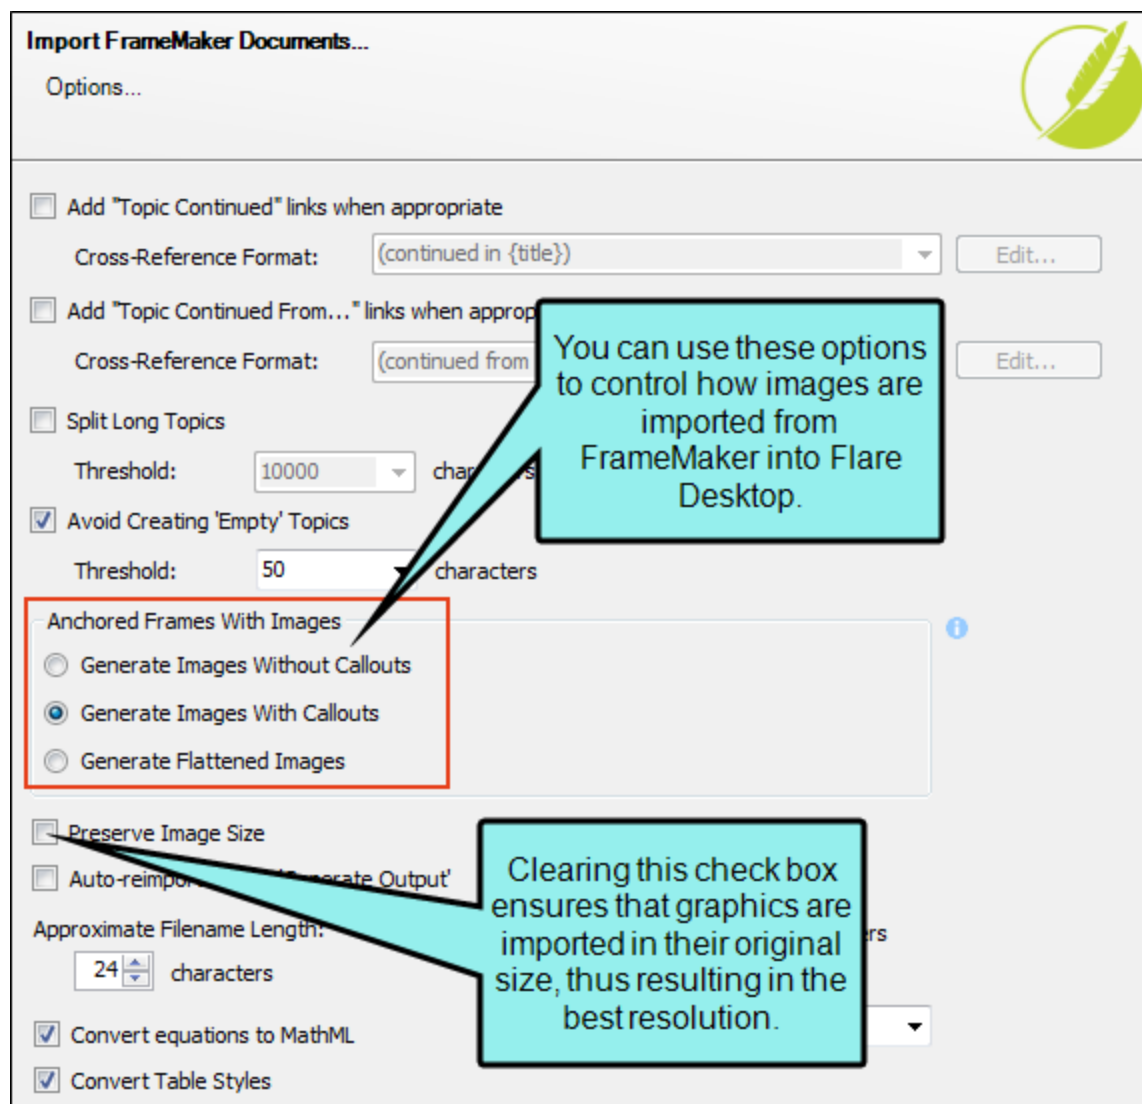 Import FrameMaker Documents...
Options...
Add "Topic Continued" links when appropriate
Cross-Reference Format:
(continued in {title})
Edit...
Add "Topic Continued From..." links when
Cross-Reference Format:
(continued from
Edit...
You can use these options
to control how images are
imported from
FrameMaker into Flare
Desktop.
Split Long Topics
Threshold:
10000
Avoid Creating 'Empty' Topics
Threshold:
50
characters
Anchored Frames With Images
Generate Images Without Callouts
Generate Images With Callouts
Generate Flattened Images
Preserve Image Size
Output'
Clearing this check box
ensures that graphics are
imported in their original
size, thus resulting in the
best resolution.
Approximate Filename Length:
24
characters
Convert equations to MathML
Convert Table Styles